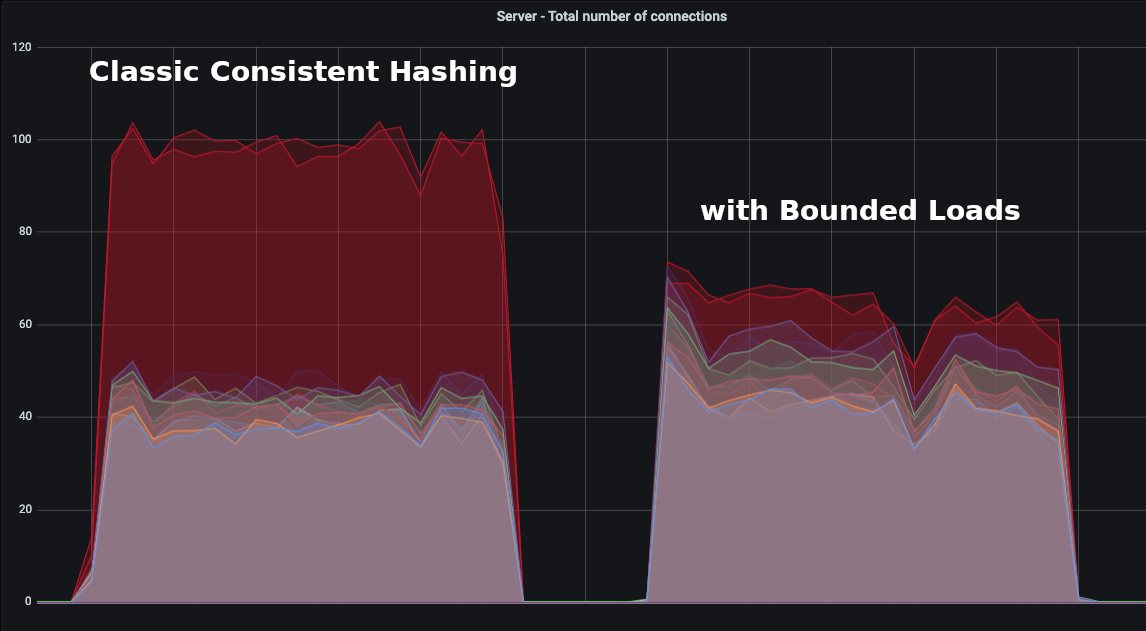 Server - Total number of connections
120
Classic Consistent Hashing
100
with Bounded Loads
80
60
40
20
0